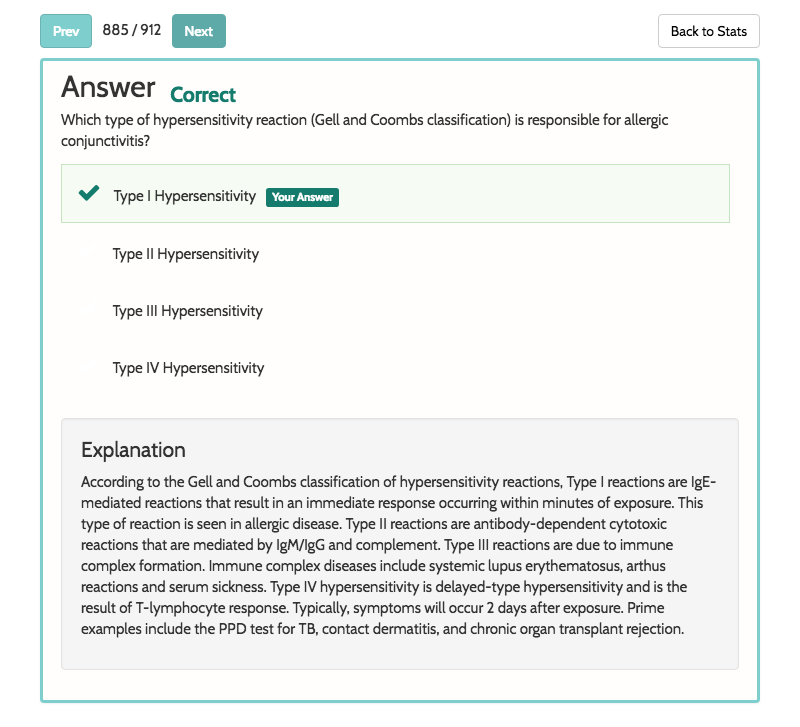 Prev 885 / 912 Next Back to Stats
Answer Correct
Which type of hypersensitivity reaction (Gell and Coombs classification) is responsible for allergic
conjunctivitis?
Type I Hypersensitivity Your Answer
Type II Hypersensitivity
Type III Hypersensitivity
Type IV Hypersensitivity
Explanation
According to the Gell and Coombs classification of hypersensitivity reactions, Type I reactions are IgE-
mediated reactions that result in an immediate response occurring within minutes of exposure. This
type of reaction is seen in allergic disease. Type II reactions are antibody-dependent cytotoxic
reactions that are mediated by IgM/IgG and complement. Type III reactions are due to immune
complex formation. Immune complex diseases include systemic lupus erythematosus, arthus
reactions and serum sickness. Type IV hypersensitivity is delayed-type hypersensitivity and is the
result of T-lymphocyte response. Typically, symptoms will occur 2 days after exposure. Prime
examples include the PPD test for TB, contact dermatitis, and chronic organ transplant rejection.